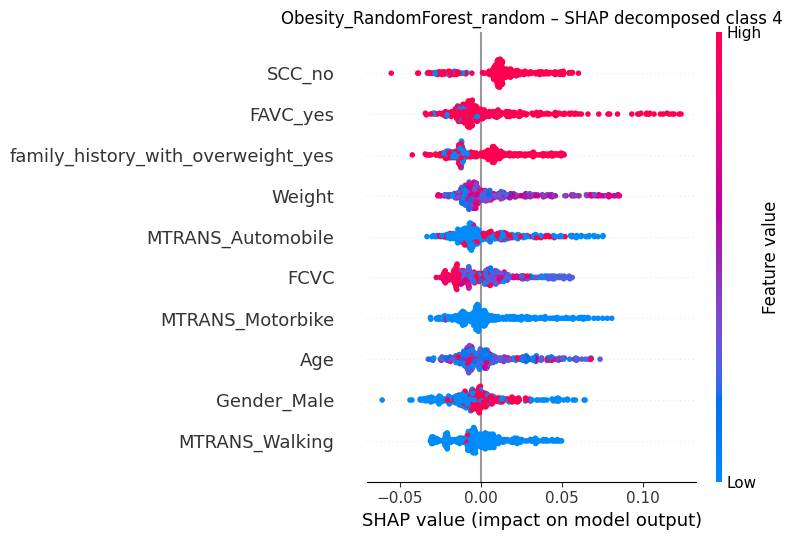 Obesity_RandomForest_random – SHAP decomposed class 4
High
SCC_no
FAVC_yes
family_history_with_overweight_yes
Weight
MTRANS_Automobile
FCVC
MTRANS_Motorbike
Age
Gender_Male
MTRANS_Walking
Feature value
Low
−0.05 0.00 0.05 0.10
SHAP value (impact on model output)